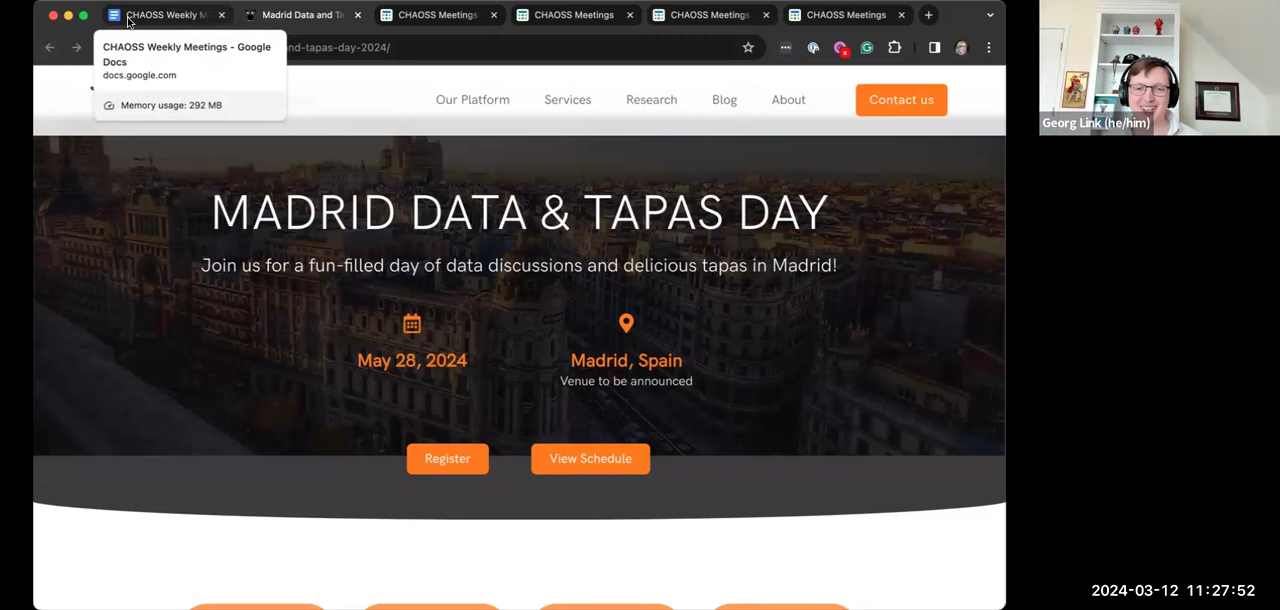 CHAOSS Weekly M
Madrid Data and Ta
CHAOSS Meetings
CHAOSS Meetings
CHAOSS Meetings
CHAOSS Meetings
nd-tapas-day-2024/
CHAOSS Weekly Meetings - Google
Docs
docs.google.com
Memory usage: 292 MB
Our Platform
Services
Research
Blog
About
Contact us
MADRID DATA & TAPAS DAY
Join us for a fun-filled day of data discussions and delicious tapas in Madrid!
May 28, 2024
Madrid, Spain
Venue to be announced
Register
View Schedule
Georg Link (he/him)
2024-03-12 11:27:52